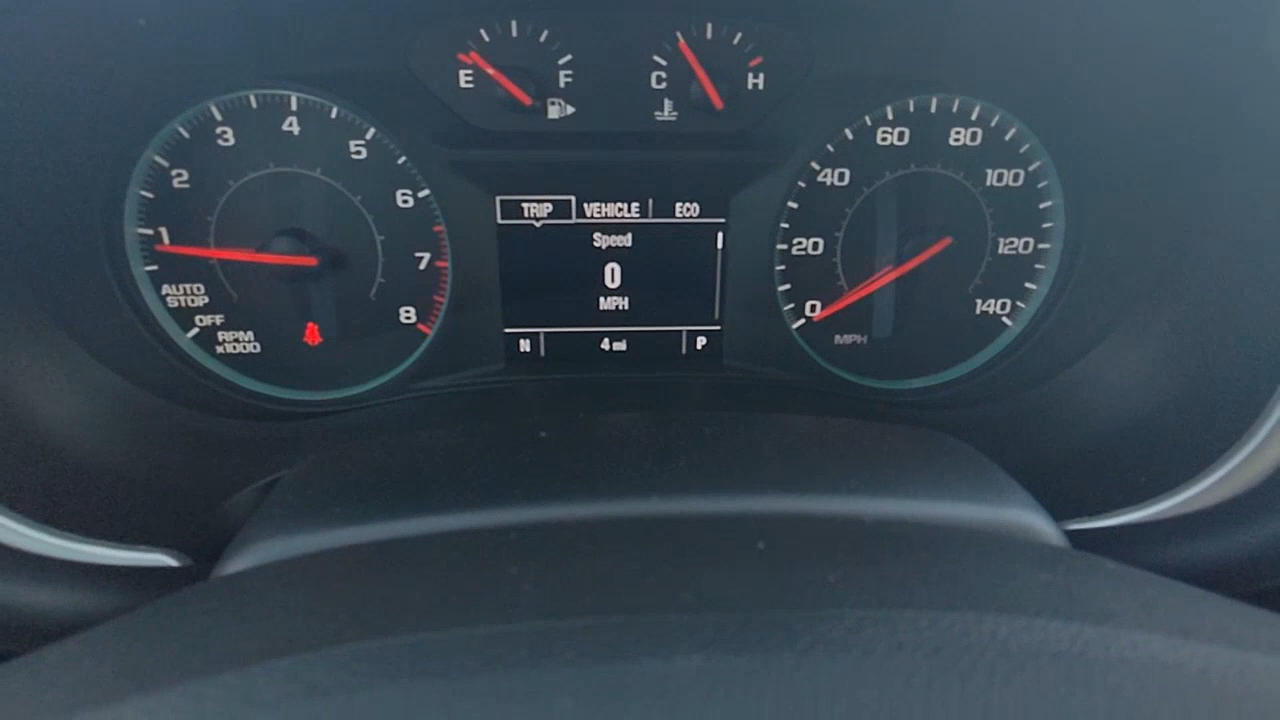 E F
C H
1 2 3 4 5 6 7 8
AUTO
STOP
OFF
RPM
x1000
TRIP VEHICLE ECO
Speed
0
MPH
N 4 mi P
0 20 40 60 80 100 120 140
MPH